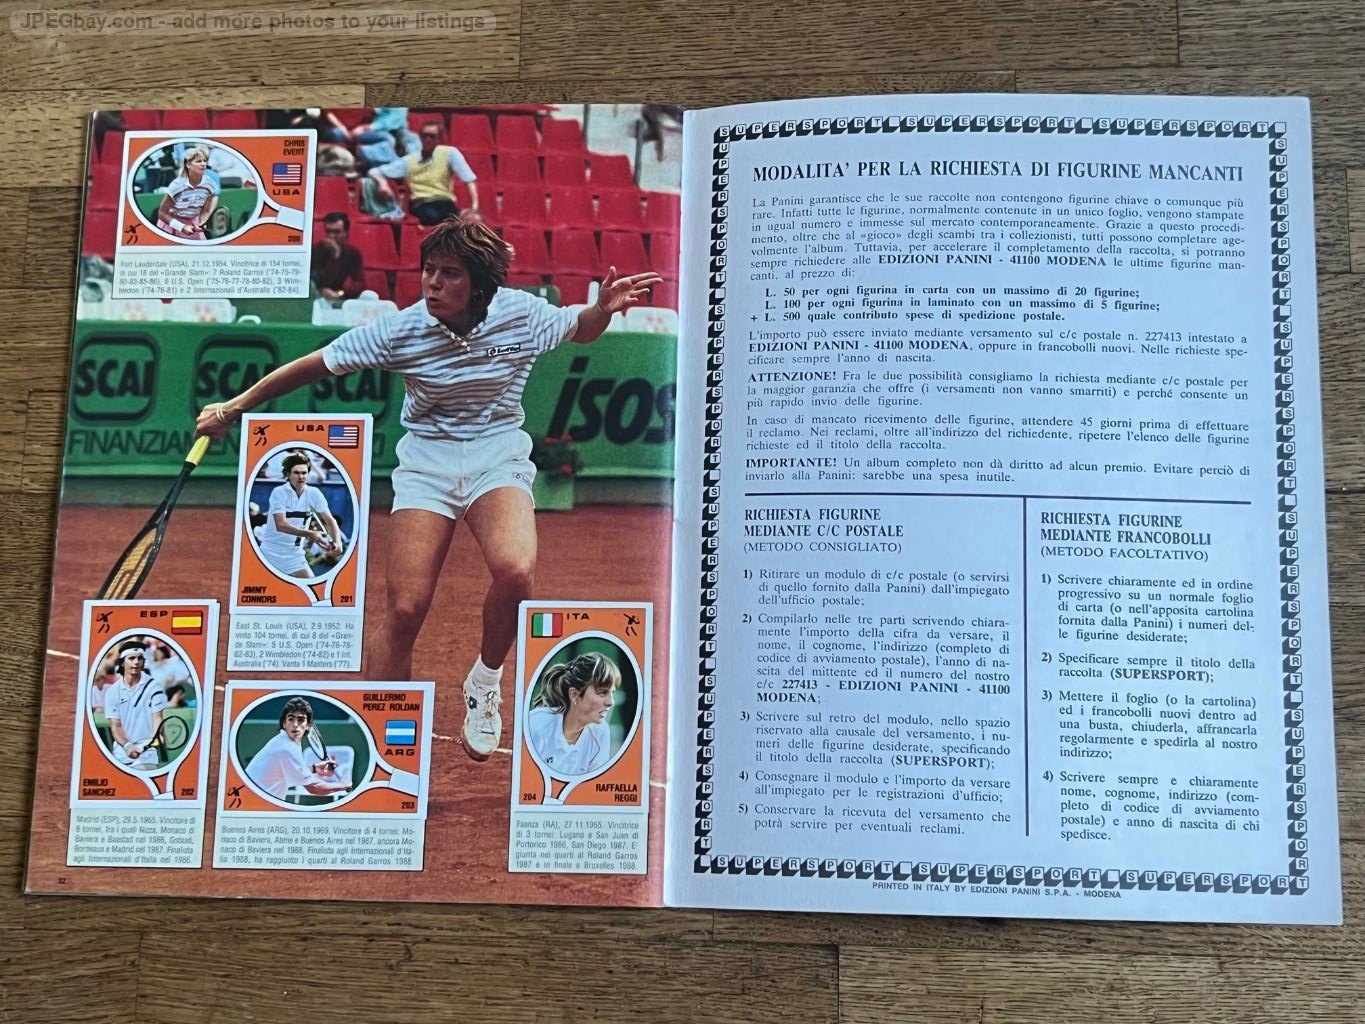 JPEGbay.com - add more photos to your listings
CHRIS
EVERT
USA
200
Fort Lauderdale (USA), 21.12.1954. Vincitrice di 154 tornei,
di cui 18 del «Grande Slam»: 7 Roland Garros ('74-75-79-
80-83-85-86), 6 U.S. Open ('75-76-77-78-80-82), 3 Wim-
bledon ('74-76-81) e 2 Internazionali d'Australia ('82-84).
SCAI
SCAI
SCAI
FINANZIAM
isos
Lotto
USA
JIMMY
CONNORS
201
East St. Louis (USA), 2.9.1952. Ha
vinto 104 tornei, di cui 8 del «Gran-
de Slam»: 5 U.S. Open ('74-76-78-
82-83), 2 Wimbledon ('74-82) e 1 Int.
Australia ('74). Vanta 1 Masters ('77).
ESP
EMILIO
SANCHEZ
202
Madrid (ESP), 29.5.1965. Vincitore di
6 tornei, fra i quali Nizza, Monaco di
Baviera e Baastad nel 1986, Gstaad,
Bordeaux e Madrid nel 1987. Finalista
agli Internazionali d'Italia nel 1986.
GUILLERMO
PEREZ ROLDAN
ARG
203
Buenos Aires (ARG), 20.10.1969. Vincitore di 4 tornei: Mo-
naco di Baviera, Atene e Buenos Aires nel 1987, ancora Mo-
naco di Baviera nel 1988. Finalista agli Internazionali d'Ita-
lia 1988, ha raggiunto i quarti al Roland Garros 1988.
ITA
204
RAFFAELLA
REGGI
Faenza (RA), 27.11.1965. Vincitrice
di 3 tornei: Lugano e San Juan di
Portorico 1986, San Diego 1987. E'
giunta nei quarti al Roland Garros
1987 e in finale a Bruxelles 1988.
32
SUPERSPORT SUPERSPORT SUPERSPORT
MODALITA' PER LA RICHIESTA DI FIGURINE MANCANTI
La Panini garantisce che le sue raccolte non contengono figurine chiave o comunque più
rare. Infatti tutte le figurine, normalmente contenute in un unico foglio, vengono stampate
in ugual numero e immesse sul mercato contemporaneamente. Grazie a questo procedi-
mento, oltre che al «gioco» degli scambi tra i collezionisti, tutti possono completare age-
volmente l'album. Tuttavia, per accelerare il completamento della raccolta, si potranno
sempre richiedere alle EDIZIONI PANINI - 41100 MODENA le ultime figurine man-
canti, al prezzo di:
L. 50 per ogni figurina in carta con un massimo di 20 figurine;
L. 100 per ogni figurina in laminato con un massimo di 5 figurine;
+ L. 500 quale contributo spese di spedizione postale.
L'importo può essere inviato mediante versamento sul c/c postale n. 227413 intestato a
EDIZIONI PANINI - 41100 MODENA, oppure in francobolli nuovi. Nelle richieste spe-
cificare sempre l'anno di nascita.
ATTENZIONE! Fra le due possibilità consigliamo la richiesta mediante c/c postale per
la maggior garanzia che offre (i versamenti non vanno smarriti) e perché consente un
più rapido invio delle figurine.
In caso di mancato ricevimento delle figurine, attendere 45 giorni prima di effettuare
il reclamo. Nei reclami, oltre all'indirizzo del richiedente, ripetere l'elenco delle figurine
richieste ed il titolo della raccolta.
IMPORTANTE! Un album completo non dà diritto ad alcun premio. Evitare perciò di
inviarlo alla Panini: sarebbe una spesa inutile.
RICHIESTA FIGURINE
MEDIANTE C/C POSTALE
(METODO CONSIGLIATO)
1) Ritirare un modulo di c/c postale (o servirsi
di quello fornito dalla Panini) dall'impiegato
dell'ufficio postale;
2) Compilarlo nelle tre parti scrivendo chiara-
mente l'importo della cifra da versare, il
nome, il cognome, l'indirizzo (completo di
codice di avviamento postale), l'anno di na-
scita del mittente ed il numero del nostro
c/c 227413 - EDIZIONI PANINI - 41100
MODENA;
3) Scrivere sul retro del modulo, nello spazio
riservato alla causale del versamento, i nu-
meri delle figurine desiderate, specificando
il titolo della raccolta (SUPERSPORT);
4) Consegnare il modulo e l'importo da versare
all'impiegato per le registrazioni d'ufficio;
5) Conservare la ricevuta del versamento che
potrà servire per eventuali reclami.
RICHIESTA FIGURINE
MEDIANTE FRANCOBOLLI
(METODO FACOLTATIVO)
1) Scrivere chiaramente ed in ordine
progressivo su un normale foglio
di carta (o nell'apposita cartolina
fornita dalla Panini) i numeri del-
le figurine desiderate;
2) Specificare sempre il titolo della
raccolta (SUPERSPORT);
3) Mettere il foglio (o la cartolina)
ed i francobolli nuovi dentro ad
una busta, chiuderla, affrancarla
regolarmente e spedirla al nostro
indirizzo;
4) Scrivere sempre e chiaramente
nome, cognome, indirizzo (com-
pleto di codice di avviamento
postale) e anno di nascita di chi
spedisce.
SUPERSPORT SUPERSPORT SUPERSPORT
PRINTED IN ITALY BY EDIZIONI PANINI S.P.A. - MODENA